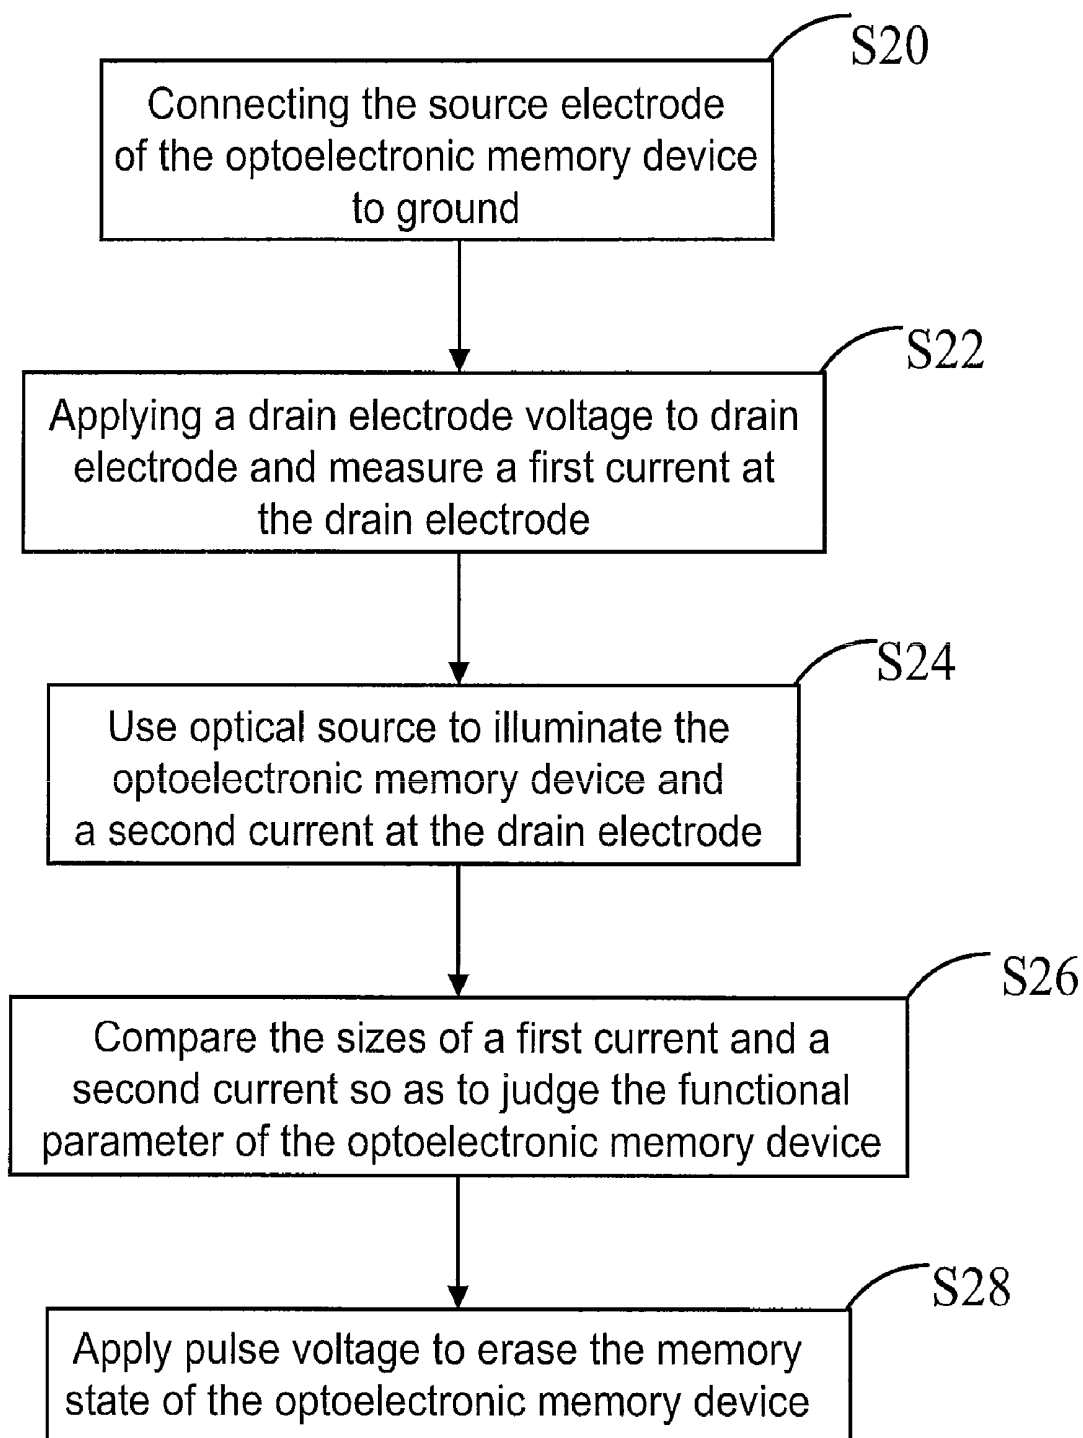 S20
Connecting the source electrode
of the optoelectronic memory device
to ground
S22
Applying a drain electrode voltage to drain
electrode and measure a first current at
the drain electrode
S24
Use optical source to illuminate the
optoelectronic memory device and
a second current at the drain electrode
S26
Compare the sizes of a first current and a
second current so as to judge the functional
parameter of the optoelectronic memory device
S28
Apply pulse voltage to erase the memory
state of the optoelectronic memory device